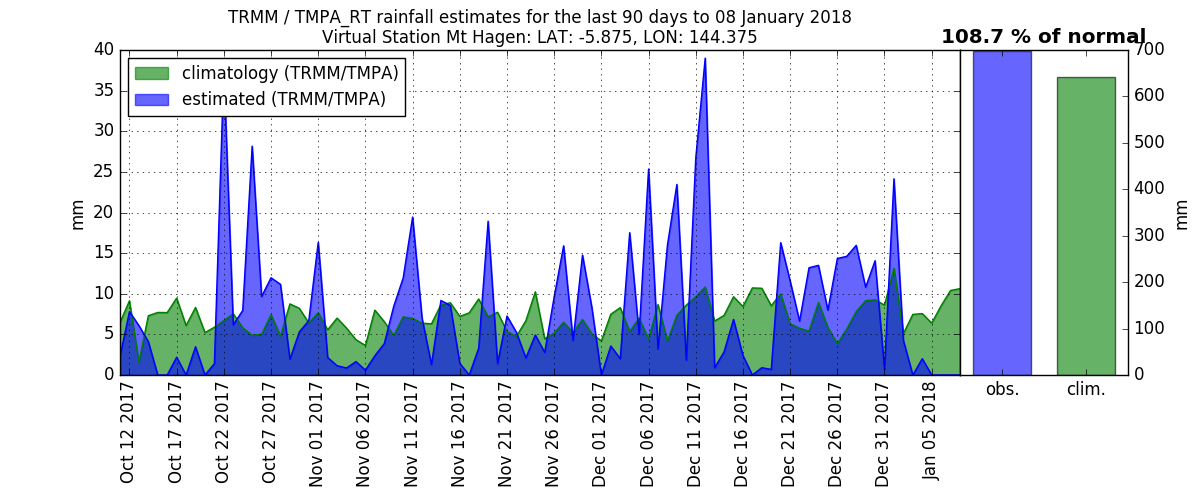 TRMM / TMPA_RT rainfall estimates for the last 90 days to 08 January 2018
Virtual Station Mt Hagen: LAT: -5.875, LON: 144.375
108.7 % of normal
climatology (TRMM/TMPA)
estimated (TRMM/TMPA)
40
35
30
25
20
15
10
5
0
mm
Oct 12 2017
Oct 17 2017
Oct 22 2017
Oct 27 2017
Nov 01 2017
Nov 06 2017
Nov 11 2017
Nov 16 2017
Nov 21 2017
Nov 26 2017
Dec 01 2017
Dec 06 2017
Dec 11 2017
Dec 16 2017
Dec 21 2017
Dec 26 2017
Dec 31 2017
Jan 05 2018
700
600
500
400
300
200
100
0
mm
obs. clim.